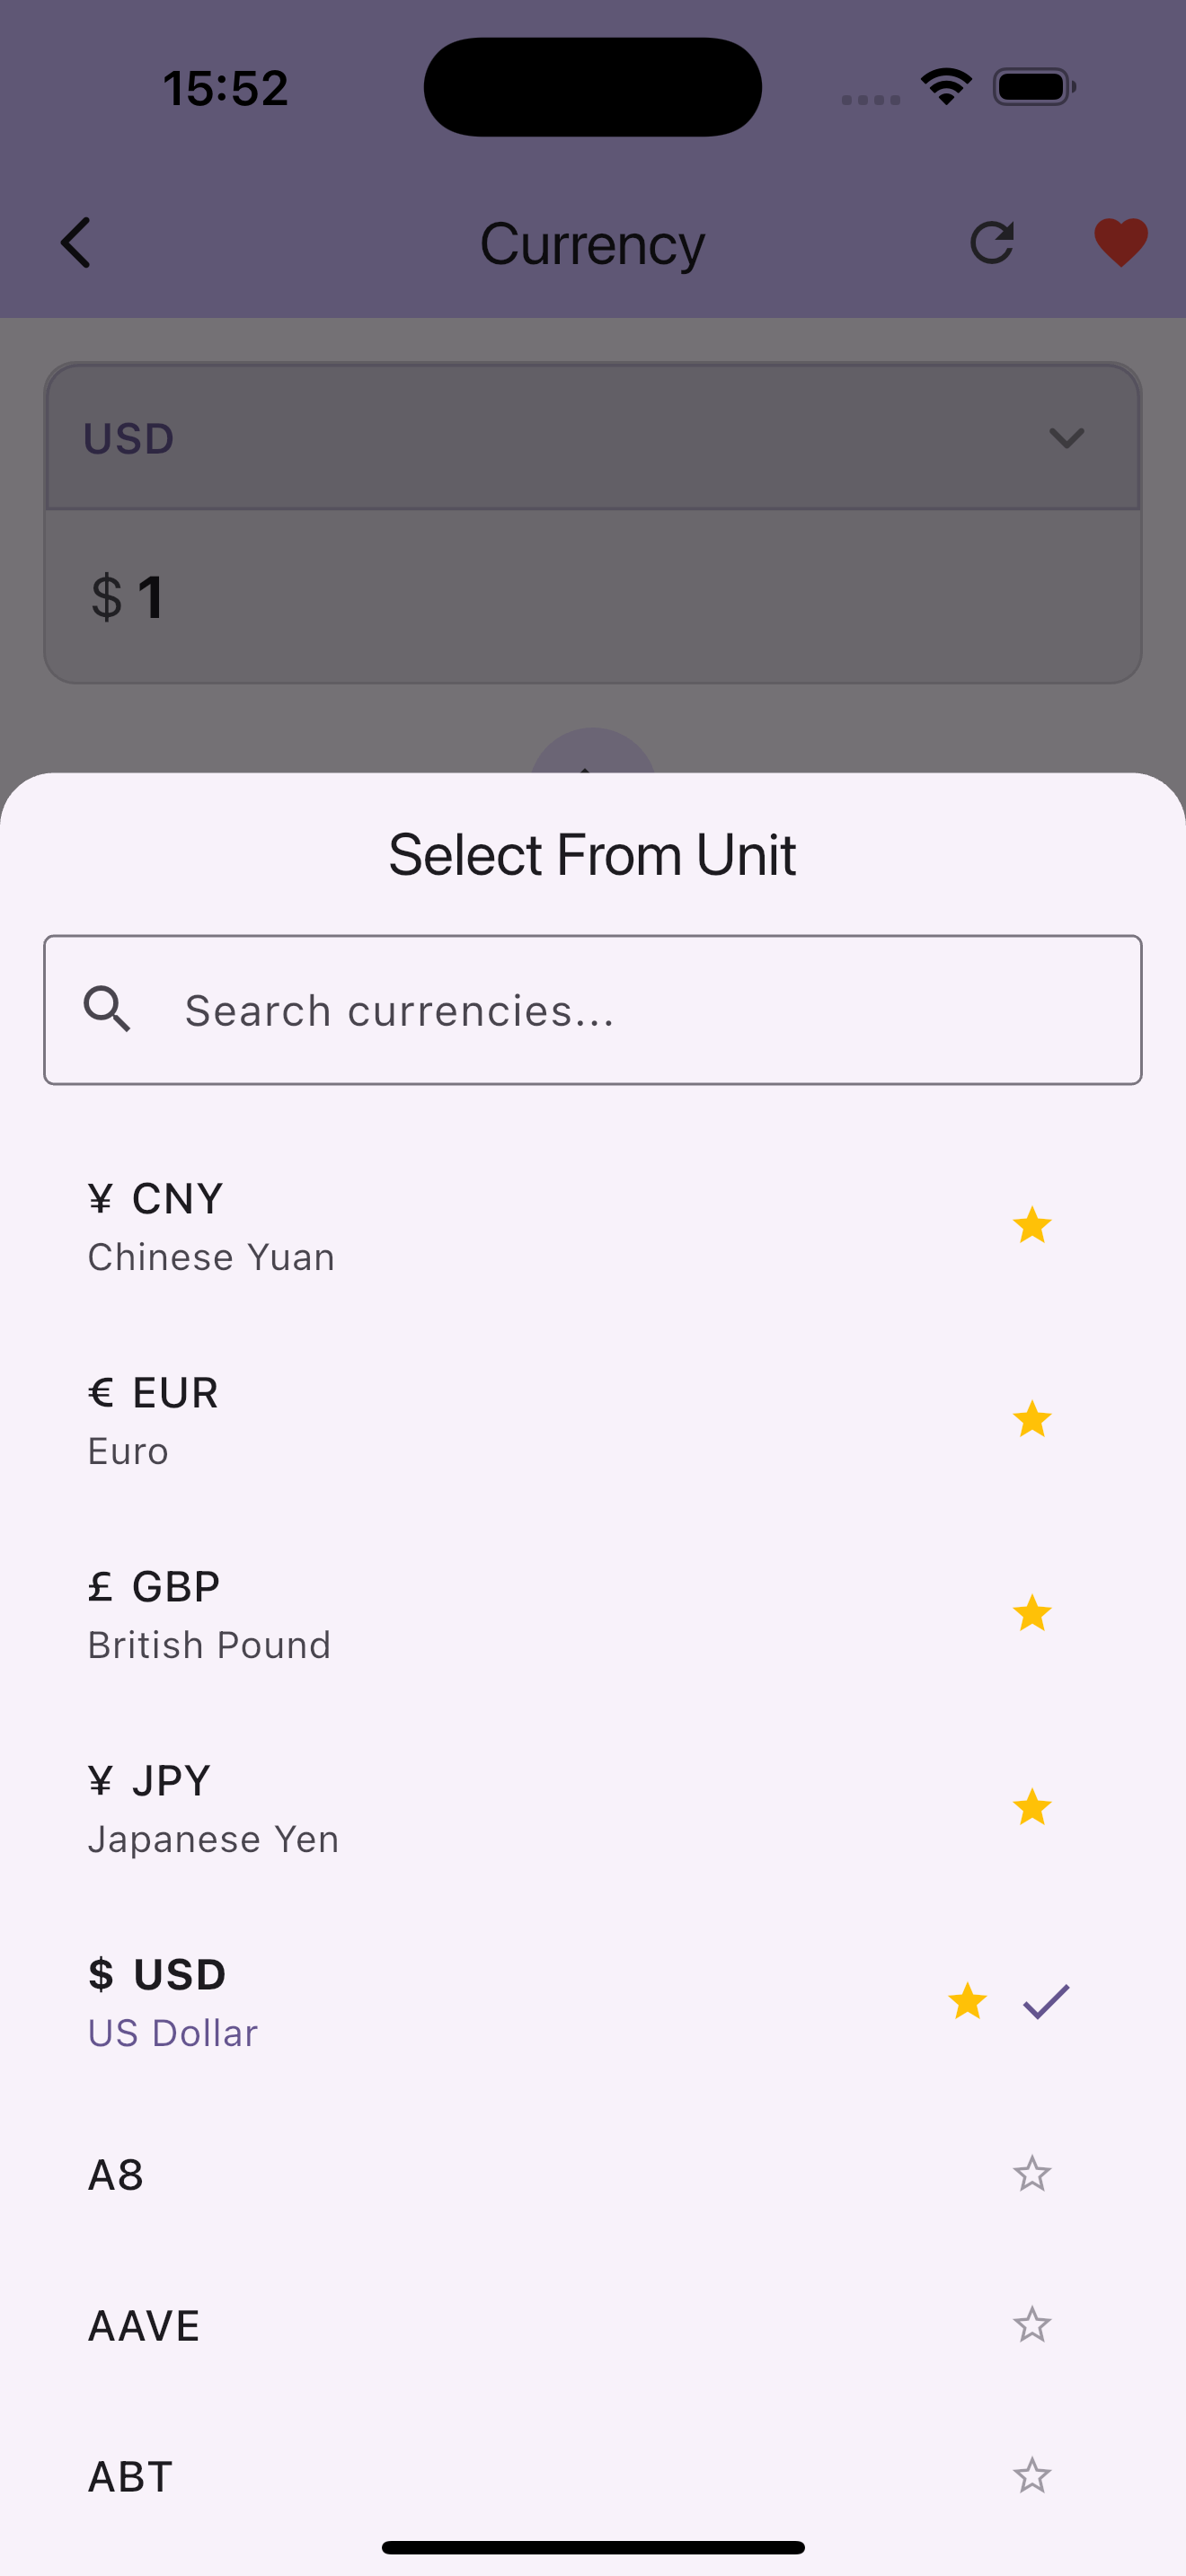 15:52
Currency
USD
$ 1
Select From Unit
Search currencies...
¥ CNY
Chinese Yuan
€ EUR
Euro
£ GBP
British Pound
¥ JPY
Japanese Yen
$ USD
US Dollar
A8
AAVE
ABT